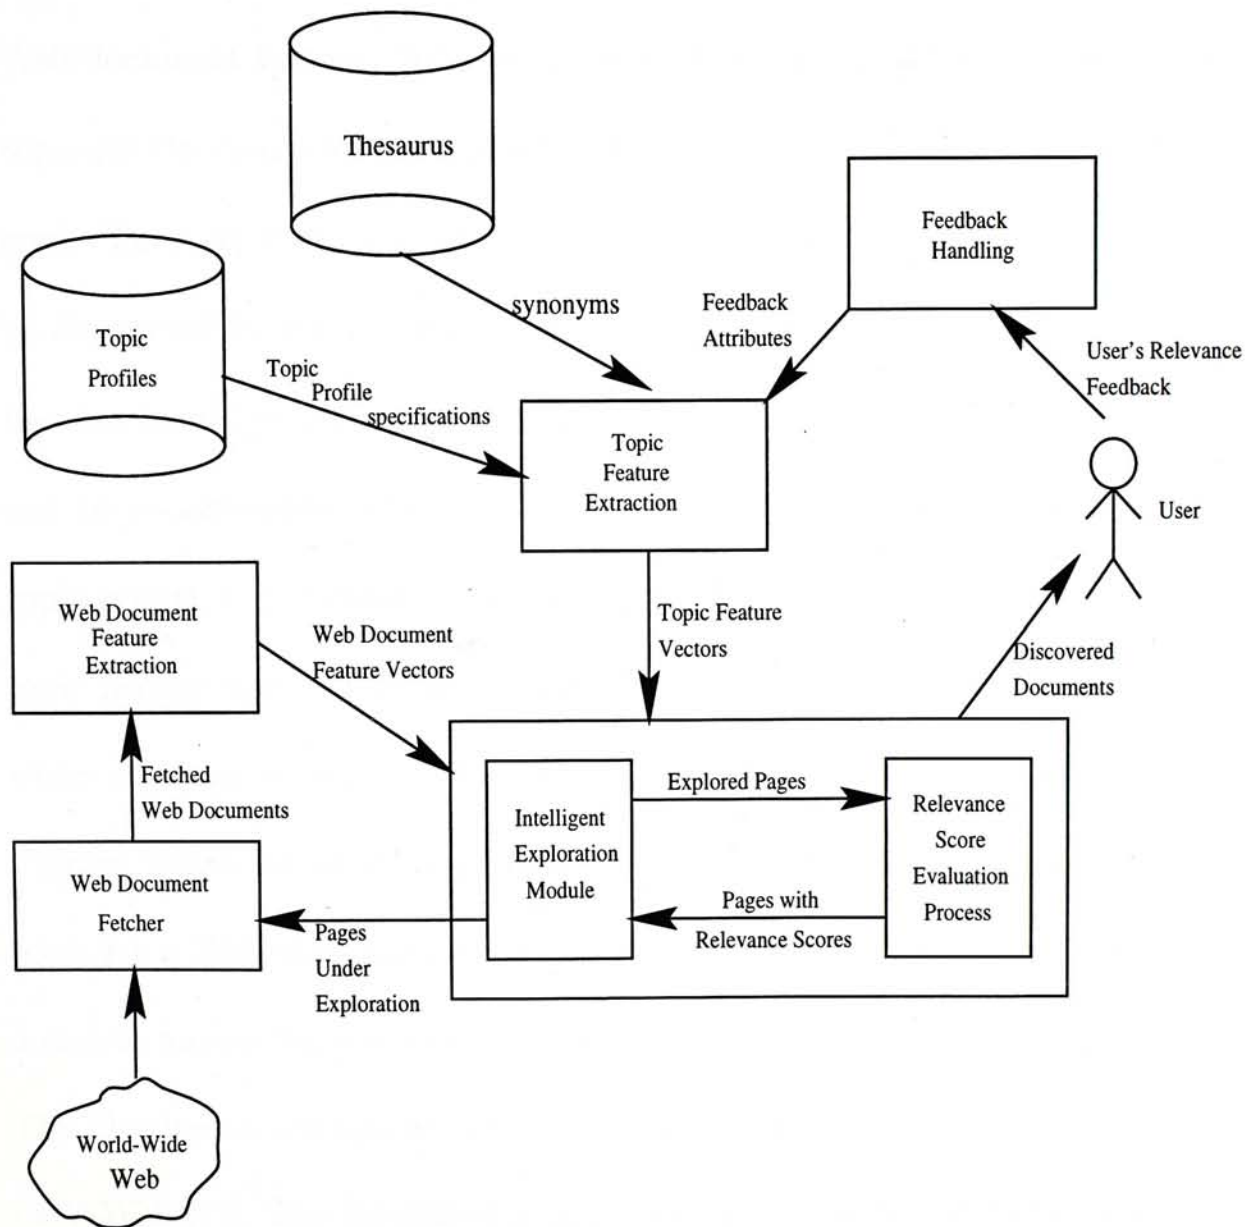 Thesaurus
Feedback
Handling
synonyms
Feedback
Attributes
Topic
Profiles
Topic
Profile
specifications
User's Relevance
Feedback
Topic
Feature
Extraction
User
Web Document
Feature
Extraction
Web Document
Feature Vectors
Topic Feature
Vectors
Discovered
Documents
Fetched
Web Documents
Intelligent
Exploration
Module
Explored Pages
Relevance
Score
Evaluation
Process
Pages with
Relevance Scores
Web Document
Fetcher
Pages
Under
Exploration
World-Wide
Web